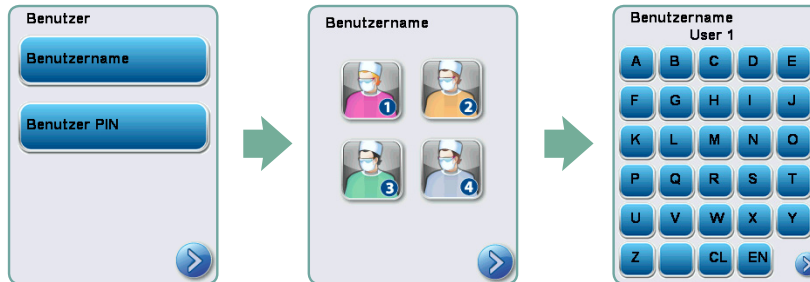 Benutzer
Benutzername
Benutzer PIN
Benutzername
1 2
3 4
Benutzername
User 1
A B C D E
F G H I J
K L M N O
P Q R S T
U V W X Y
Z CL EN